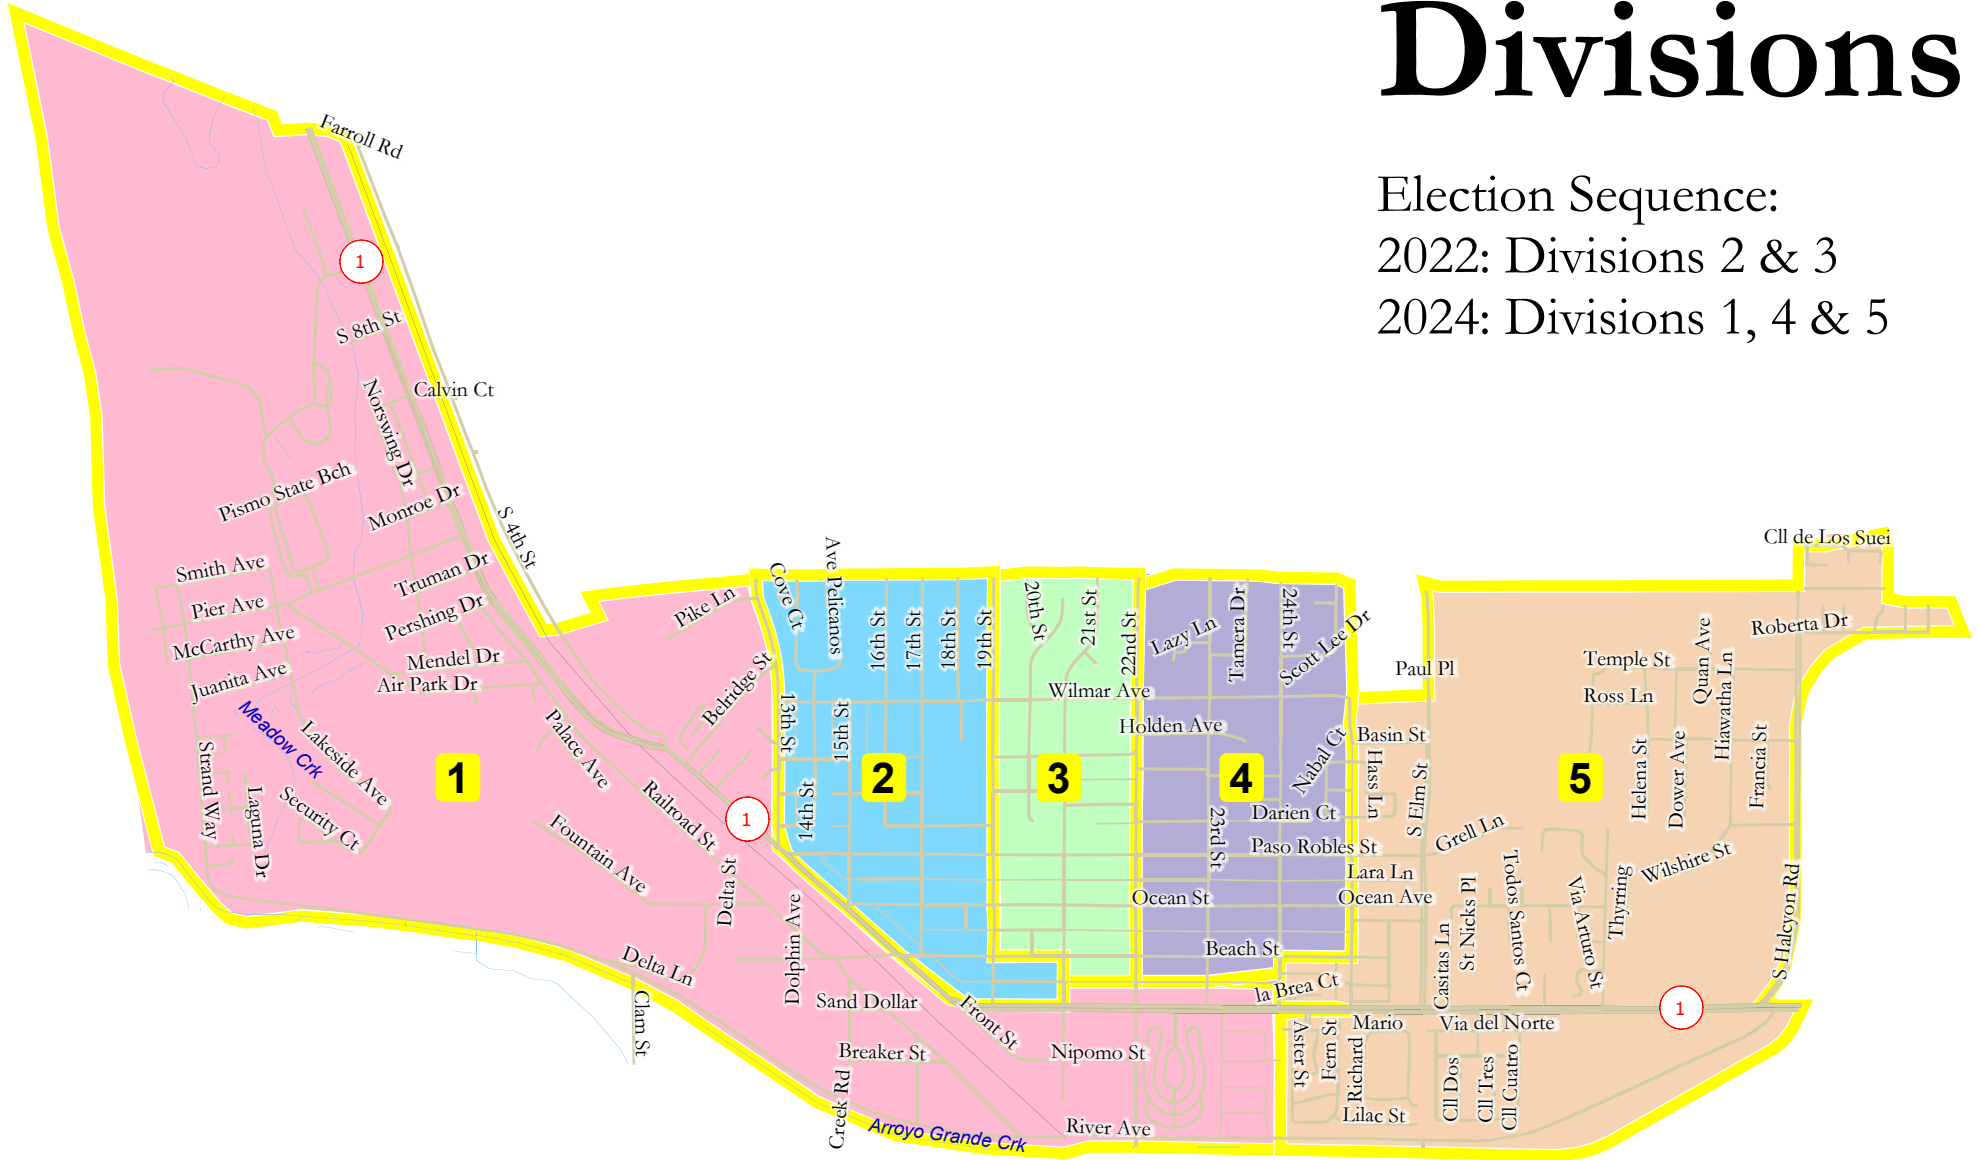 Divisions
Election Sequence:
2022: Divisions 2 & 3
2024: Divisions 1, 4 & 5
Farroll Rd
1
S 8th St
Calvin Ct
Norswing Dr
Pismo State Bch
Monroe Dr
S 4th St
Smith Ave
Truman Dr
Pier Ave
Pershing Dr
McCarthy Ave
Mendel Dr
Juanita Ave
Air Park Dr
Meadow Crk
Lakeside Ave
Strand Way
Laguna Dr
Security Ct
1
Palace Ave
Railroad St
Fountain Ave
Delta St
Dolphin Ave
Delta Ln
Clam St
Sand Dollar
Breaker St
Creek Rd
Arroyo Grande Crk
Front St
Nipomo St
River Ave
Pike Ln
Belridge St
1
Cove Ct
Ave Pelicanos
13th St
14th St
15th St
16th St
17th St
18th St
19th St
2
20th St
21st St
22nd St
Wilmar Ave
3
Holden Ave
Lazy Ln
Tamera Dr
24th St
Scott Lee Dr
4
Nabal Ct
Darien Ct
23rd St
Paso Robles St
Lara Ln
Ocean St
Ocean Ave
Beach St
la Brea Ct
Paul Pl
Basin St
Hass Ln
S Elm St
Grell Ln
5
Cll de Los Suei
Roberta Dr
Temple St
Ross Ln
Quan Ave
Hiawatha Ln
Helena St
Dower Ave
Francia St
Wilshire St
Thyrring
Via Arturo St
Todos Santos Ct
St Nicks Pl
Casitas Ln
S Halcyon Rd
1
Mario
Via del Norte
Aster St
Fern St
Richard
Lilac St
Cll Dos
Cll Tres
Cll Cuatro